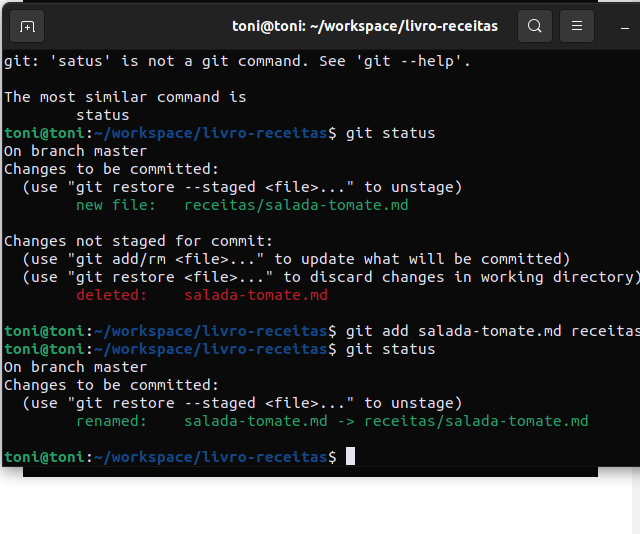 toni@toni: ~/workspace/livro-receitas
git: 'satus' is not a git command. See 'git --help'.
The most similar command is
status
toni@toni:~/workspace/livro-receitas$ git status
On branch master
Changes to be committed:
(use "git restore --staged <file>..." to unstage)
new file:   receitas/salada-tomate.md
Changes not staged for commit:
(use "git add/rm <file>..." to update what will be committed)
(use "git restore <file>..." to discard changes in working directory)
deleted:    salada-tomate.md
toni@toni:~/workspace/livro-receitas$ git add salada-tomate.md receitas
toni@toni:~/workspace/livro-receitas$ git status
On branch master
Changes to be committed:
(use "git restore --staged <file>..." to unstage)
renamed:    salada-tomate.md -> receitas/salada-tomate.md
toni@toni:~/workspace/livro-receitas$